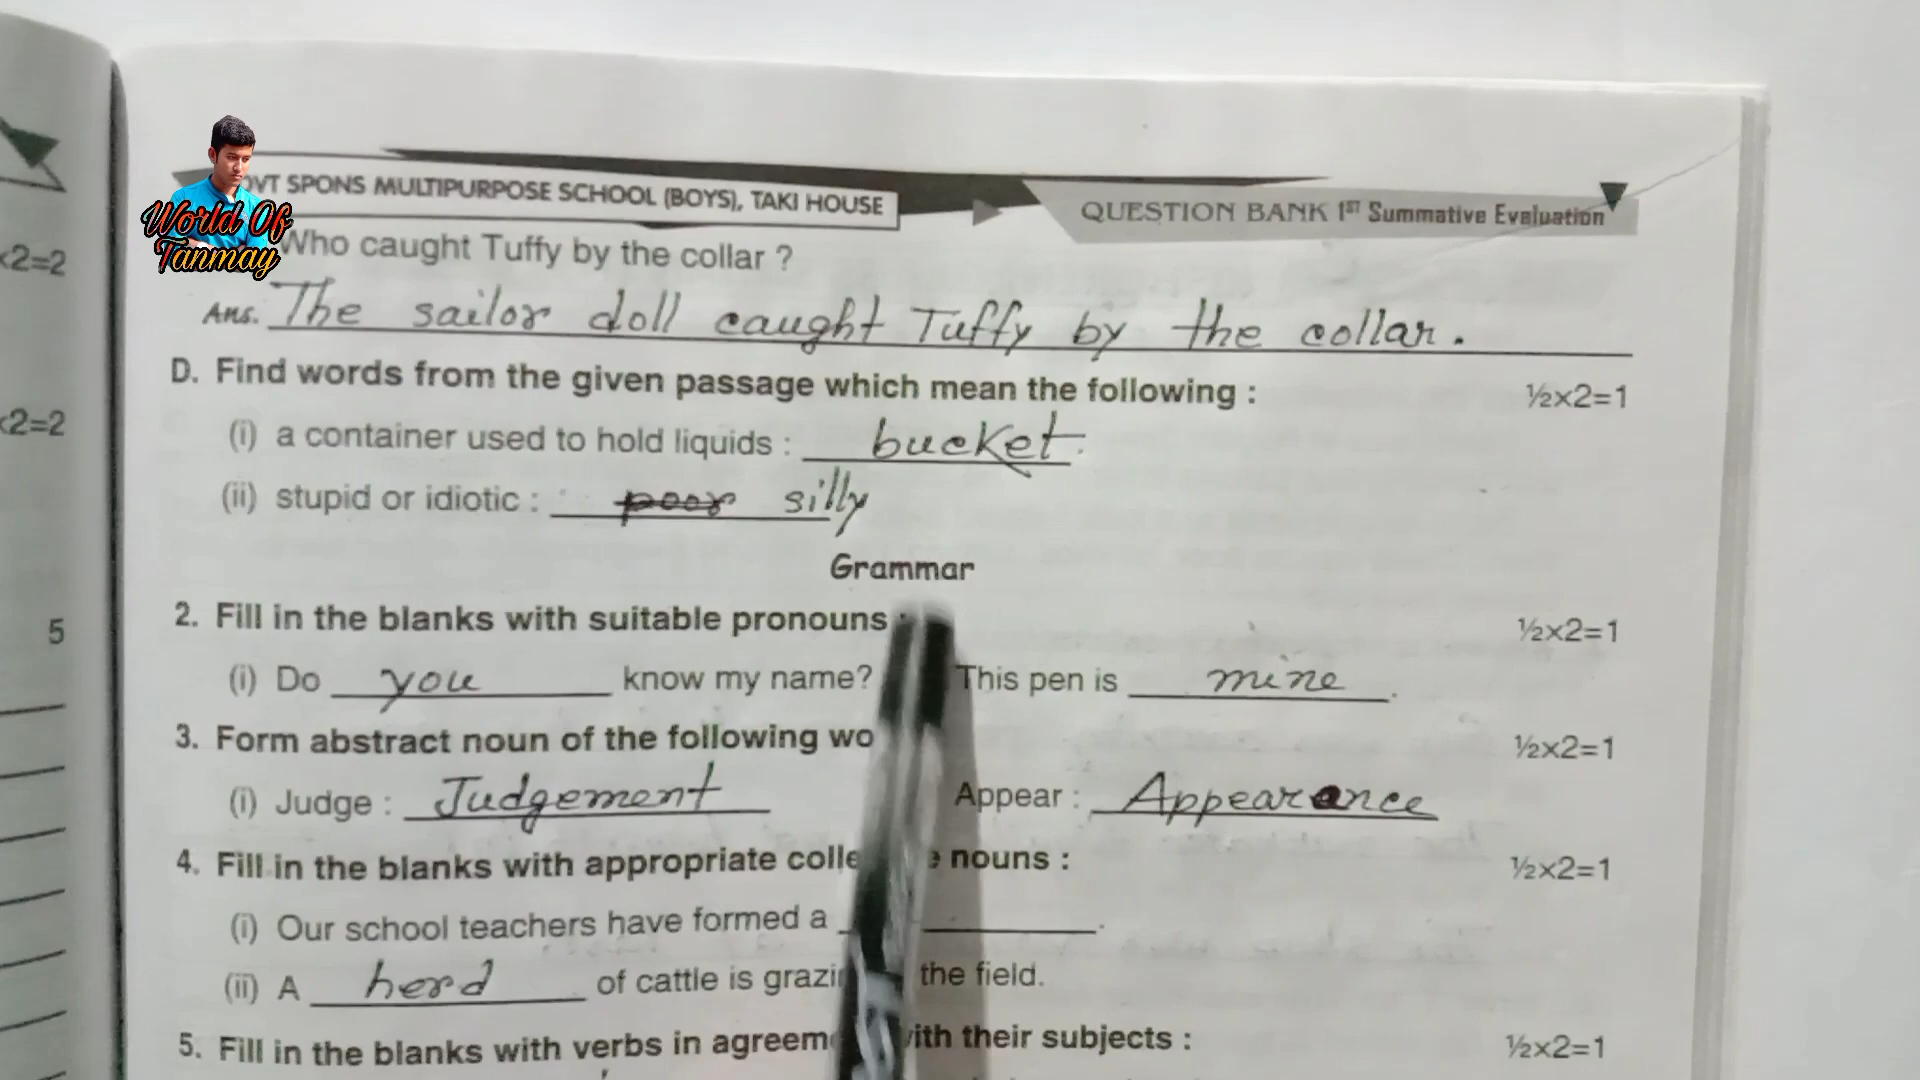 OVT SPONS MULTIPURPOSE SCHOOL (BOYS), TAKI HOUSE
QUESTION BANK 1ST Summative Evaluation
World Of
Tanmay
Who caught Tuffy by the collar ?
Ans. The sailor doll caught Tuffy by the collar.
D. Find words from the given passage which mean the following : ½×2=1
(i) a container used to hold liquids : bucket.
(ii) stupid or idiotic : poor silly
Grammar
2. Fill in the blanks with suitable pronouns ½×2=1
(i) Do you know my name? This pen is mine.
3. Form abstract noun of the following wo ½×2=1
(i) Judge : Judgement Appear : Appearance
4. Fill in the blanks with appropriate colle e nouns : ½×2=1
(i) Our school teachers have formed a .
(ii) A herd of cattle is grazi the field.
5. Fill in the blanks with verbs in agreem with their subjects : ½×2=1
×2=2
×2=2
5